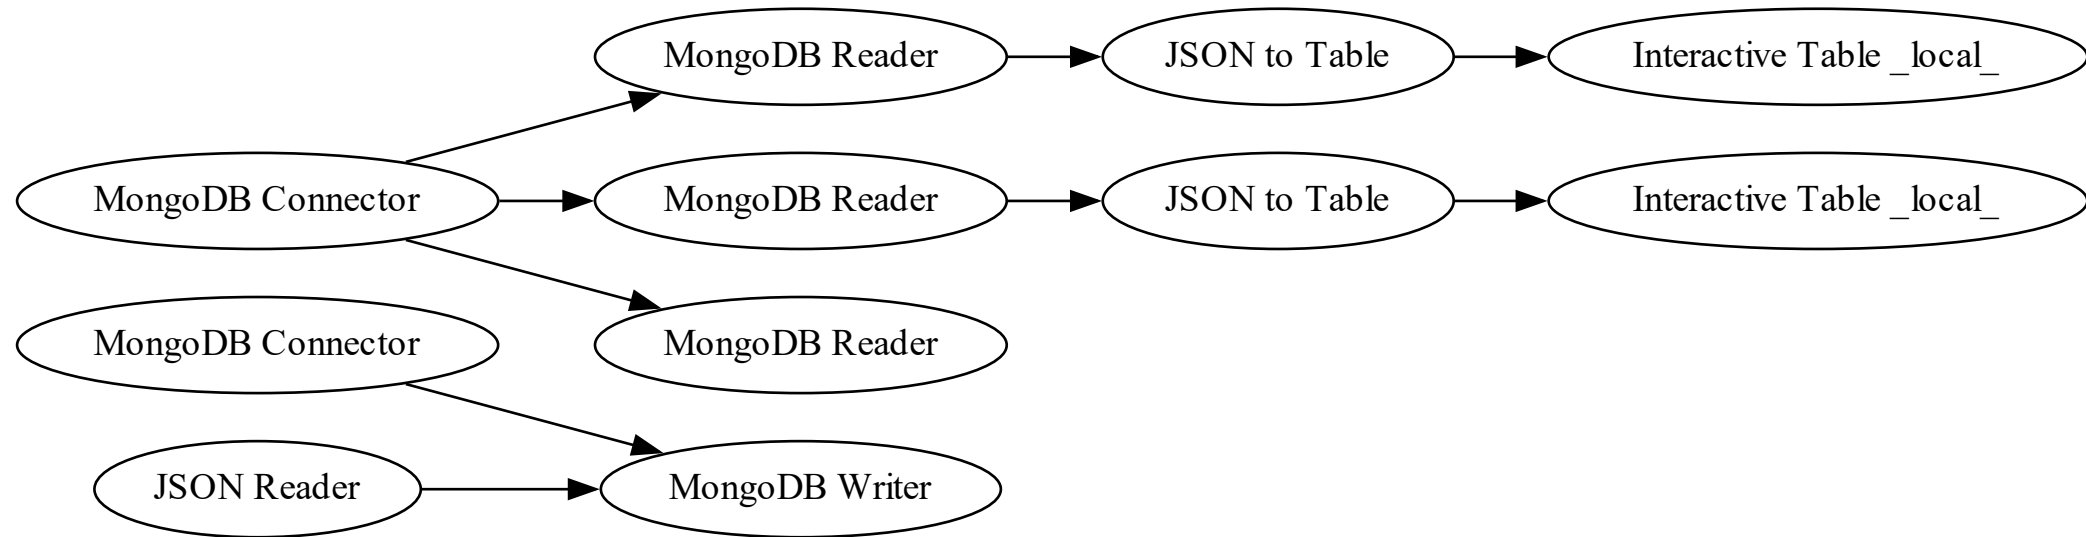 MongoDB Reader
JSON to Table
Interactive Table _local_
MongoDB Connector
MongoDB Reader
JSON to Table
Interactive Table _local_
MongoDB Connector
MongoDB Reader
JSON Reader
MongoDB Writer